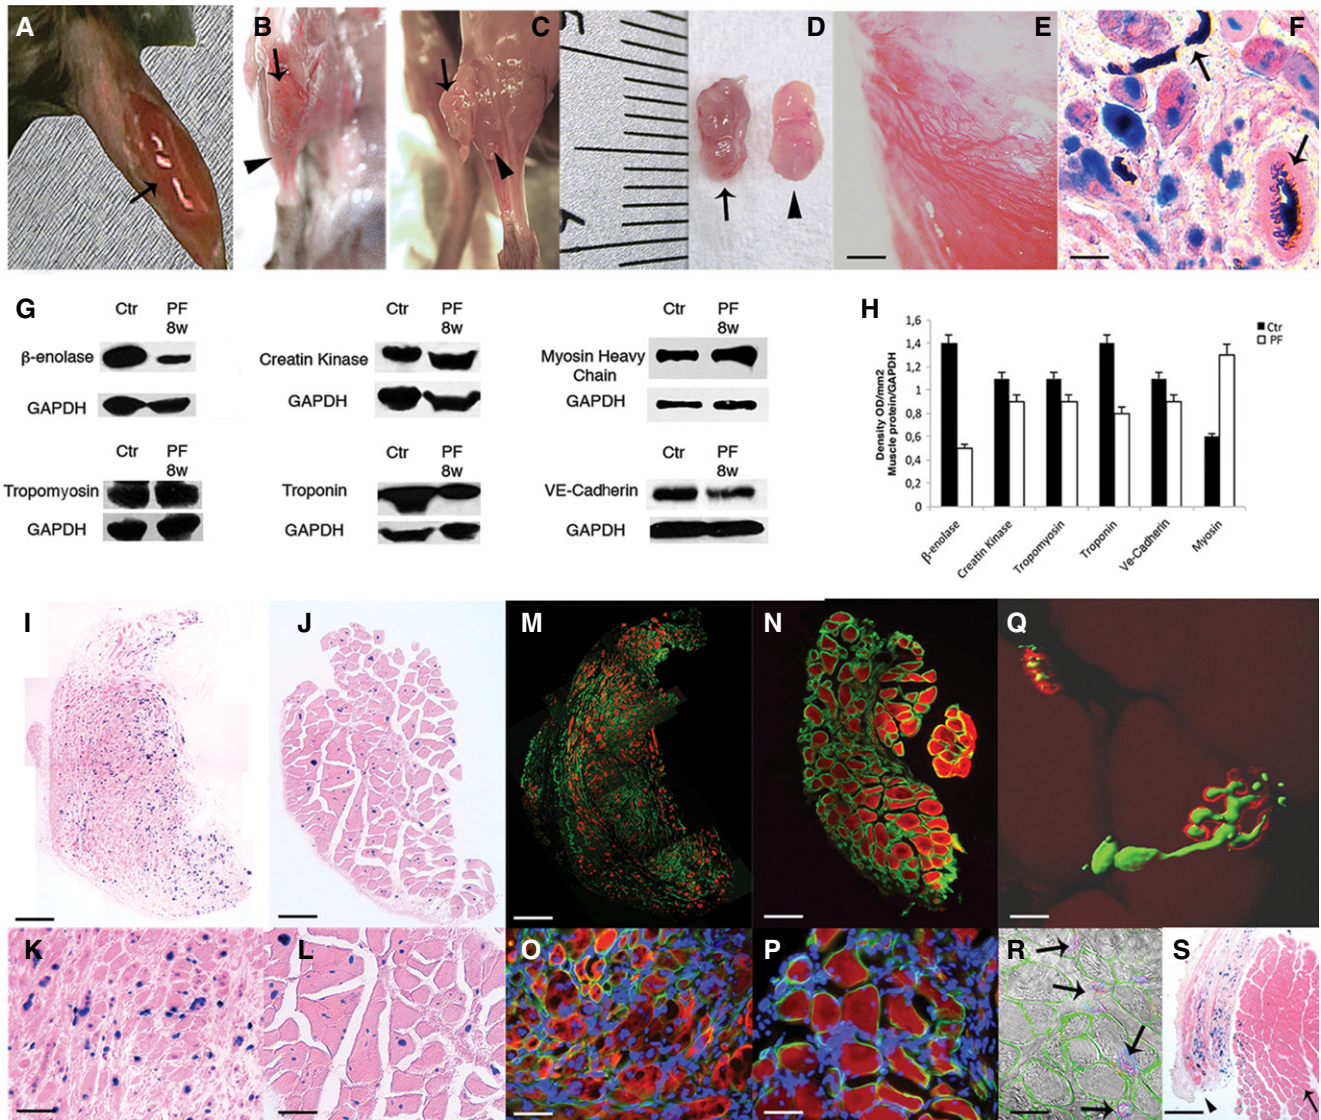 A
B
C
D
E
F
G
Ctr PF
8w
β-enolase
GAPDH
Ctr PF
8w
Creatin Kinase
GAPDH
Ctr PF
8w
Myosin Heavy
Chain
GAPDH
Ctr PF
8w
Tropomyosin
GAPDH
Ctr PF
8w
Troponin
GAPDH
Ctr PF
8w
VE-Cadherin
GAPDH
H
Density OD/mm2
Muscle protein/GAPDH
1,6
1,4
1,2
1
0,8
0,6
0,4
0,2
0
Ctr
PF
β-enolase
Creatin Kinase
Tropomyosin
Troponin
Ve-Cadherin
Myosin
I
J
M
N
Q
K
L
O
P
R
S